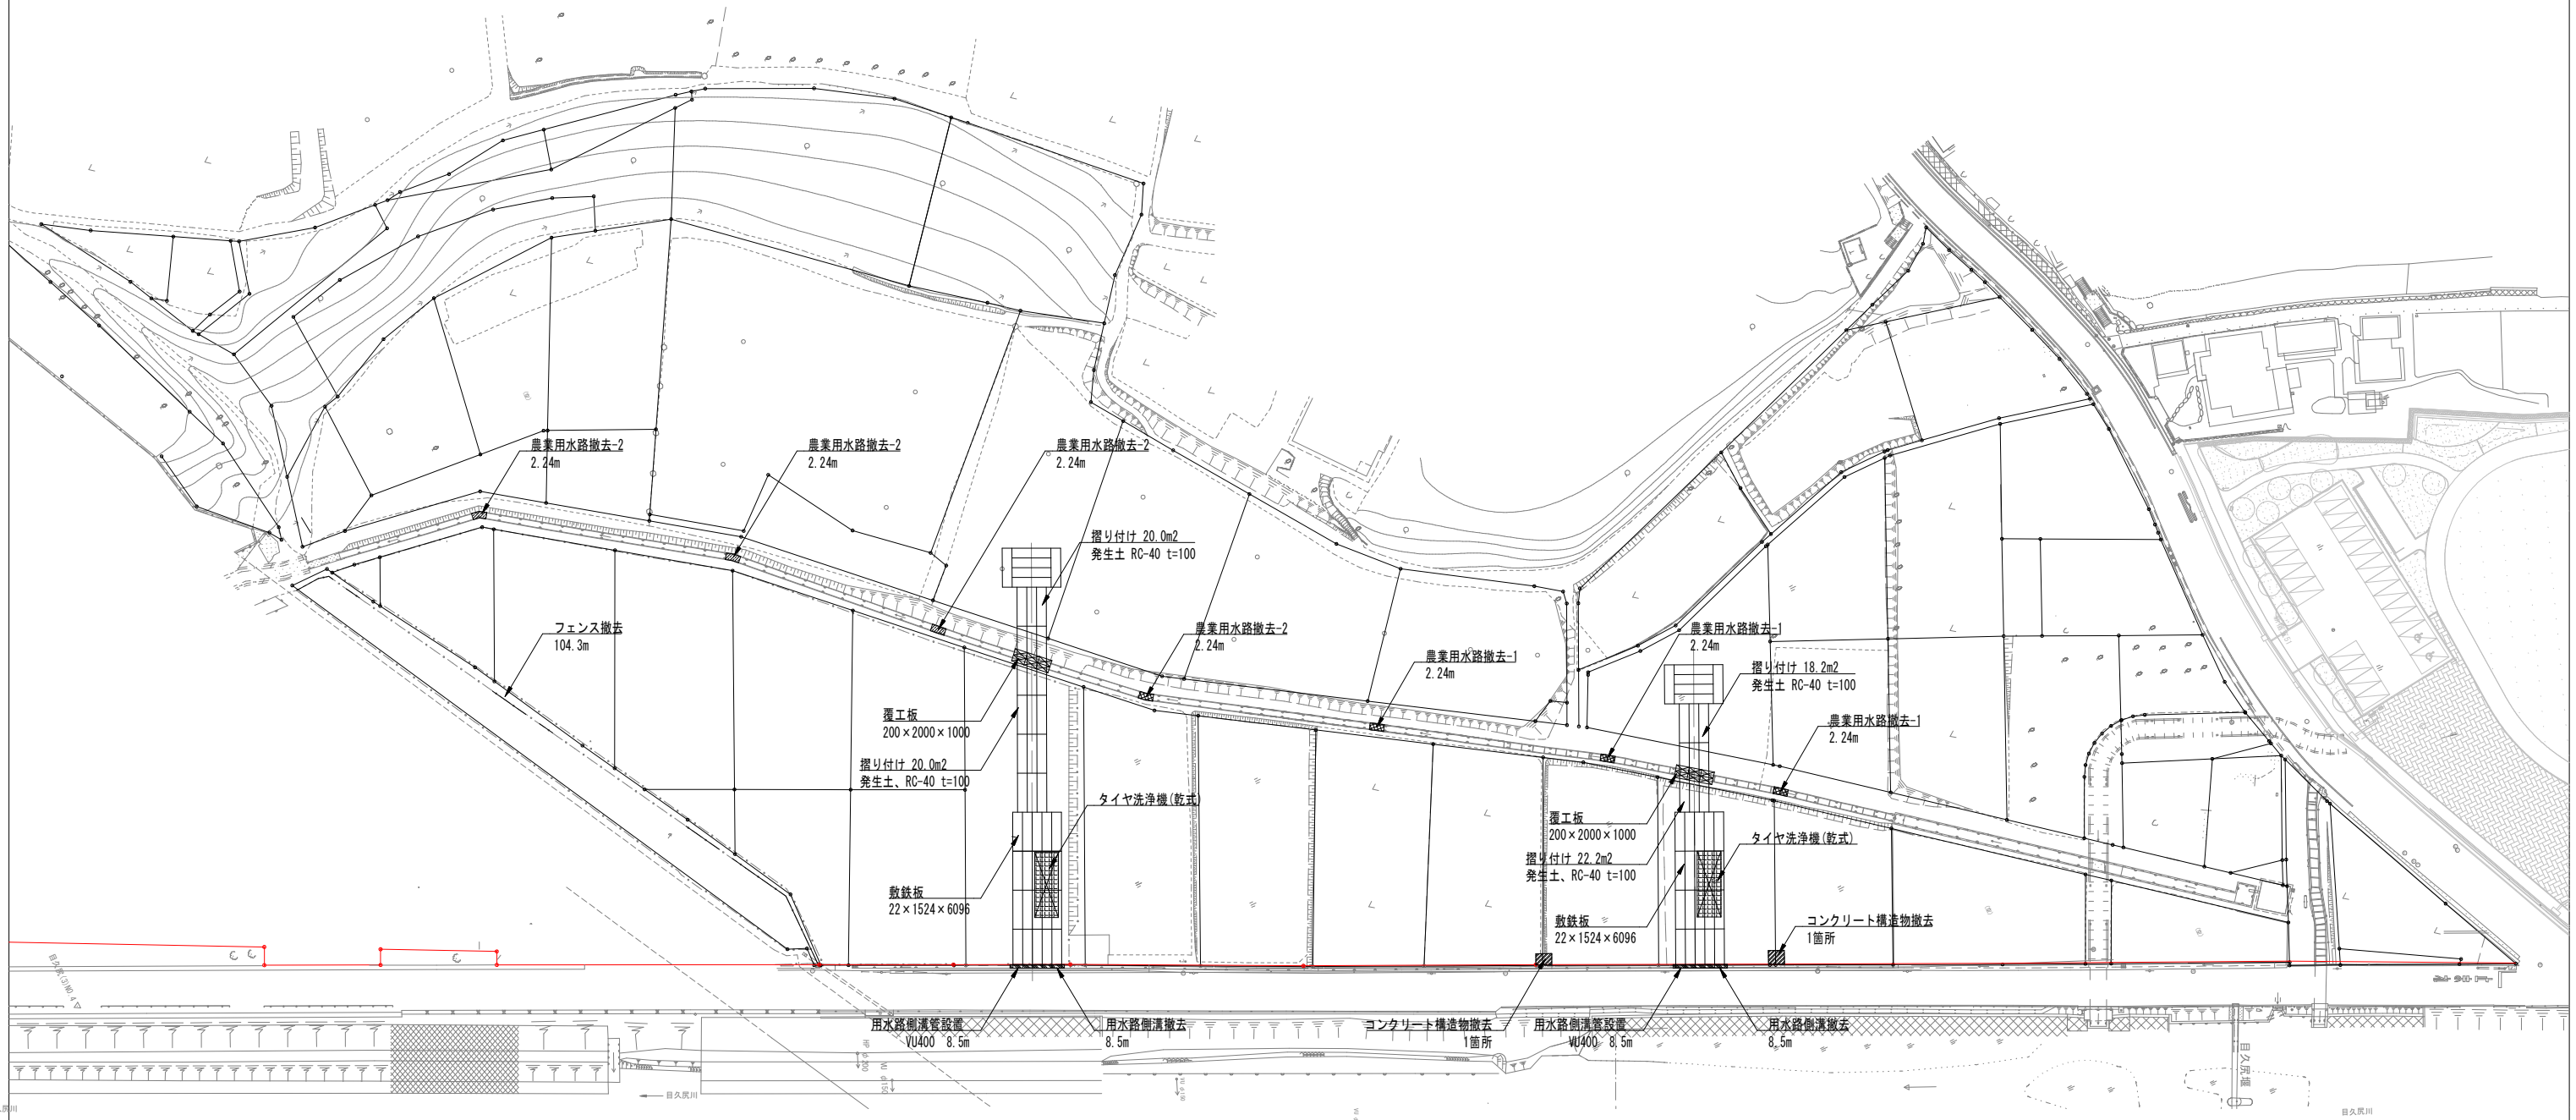 農業用水路撤去-2
2.24m
農業用水路撤去-2
2.24m
農業用水路撤去-2
2.24m
摺り付け 20.0m2
発生土 RC-40 t=100
フェンス撤去
104.3m
農業用水路撤去-2
2.24m
農業用水路撤去-1
2.24m
農業用水路撤去-1
2.24m
摺り付け 18.2m2
発生土 RC-40 t=100
覆工板
200×2000×1000
農業用水路撤去-1
2.24m
摺り付け 20.0m2
発生土、RC-40 t=100
タイヤ洗浄機(乾式)
覆工板
200×2000×1000
タイヤ洗浄機(乾式)
摺り付け 22.2m2
発生土、RC-40 t=100
敷鉄板
22×1524×6096
敷鉄板
22×1524×6096
コンクリート構造物撤去
1箇所
用水路側溝管設置
VU400 8.5m
用水路側溝撤去
8.5m
コンクリート構造物撤去
1箇所
用水路側溝管設置
VU400 8.5m
用水路側溝撤去
8.5m
目久尻川
目久尻堰
目久尻川